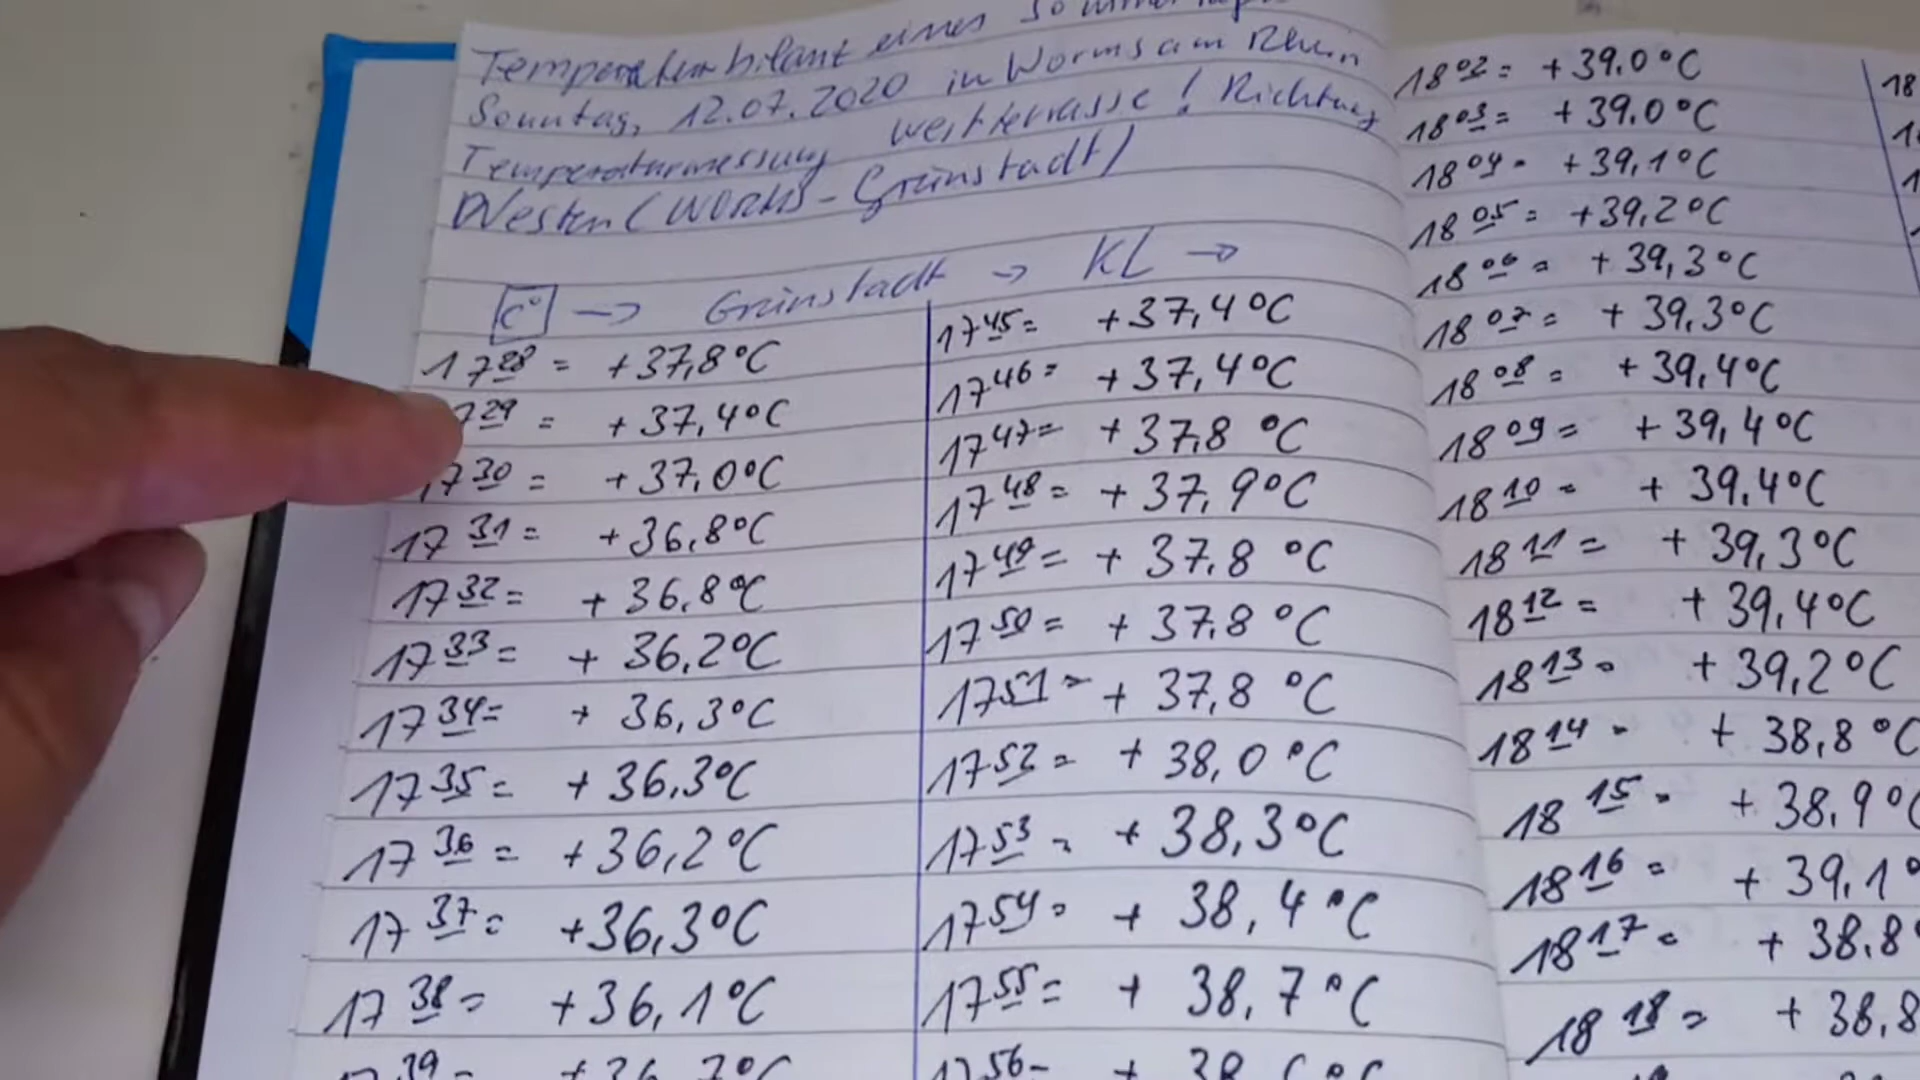 Temperaturbilanz eines
Sonntag, 12.07.2020 in Worms am Rhein
Temperaturmessung Westterrasse! Richtung
Westen (WORMS - Grünstadt)
C° → Grünstadt → KL →
17 28 = +37,8°C
17 29 = +37,4°C
17 30 = +37,0°C
17 31 = +36,8°C
17 32 = +36,8°C
17 33 = + 36,2°C
17 34 = + 36,3°C
17 35 = + 36,3°C
17 36 = +36,2°C
17 37 = +36,3°C
17 38 = +36,1°C
17 45 = +37,4°C
17 46 = +37,4°C
17 47 = +37,8 °C
17 48 = + 37,9°C
17 49 = + 37,8 °C
17 50 = + 37,8 °C
17 51 = + 37,8 °C
17 52 = + 38,0 °C
17 53 = + 38,3°C
17 54 = + 38,4°C
17 55 = + 38,7°C
17 56 =
18 02 = +39,0°C
18 03 = +39,0°C
18 04 = +39,1°C
18 05 = +39,2°C
18 06 = + 39,3°C
18 07 = + 39,3°C
18 08 = + 39,4°C
18 09 = + 39,4°C
18 10 = + 39,4°C
18 11 = + 39,3°C
18 12 = + 39,4°C
18 13 = + 39,2°C
18 14 = + 38,8°C
18 15 = + 38,9°C
18 16 = + 39,1°
18 17 = + 38,8°
18 18 = + 38,8
18